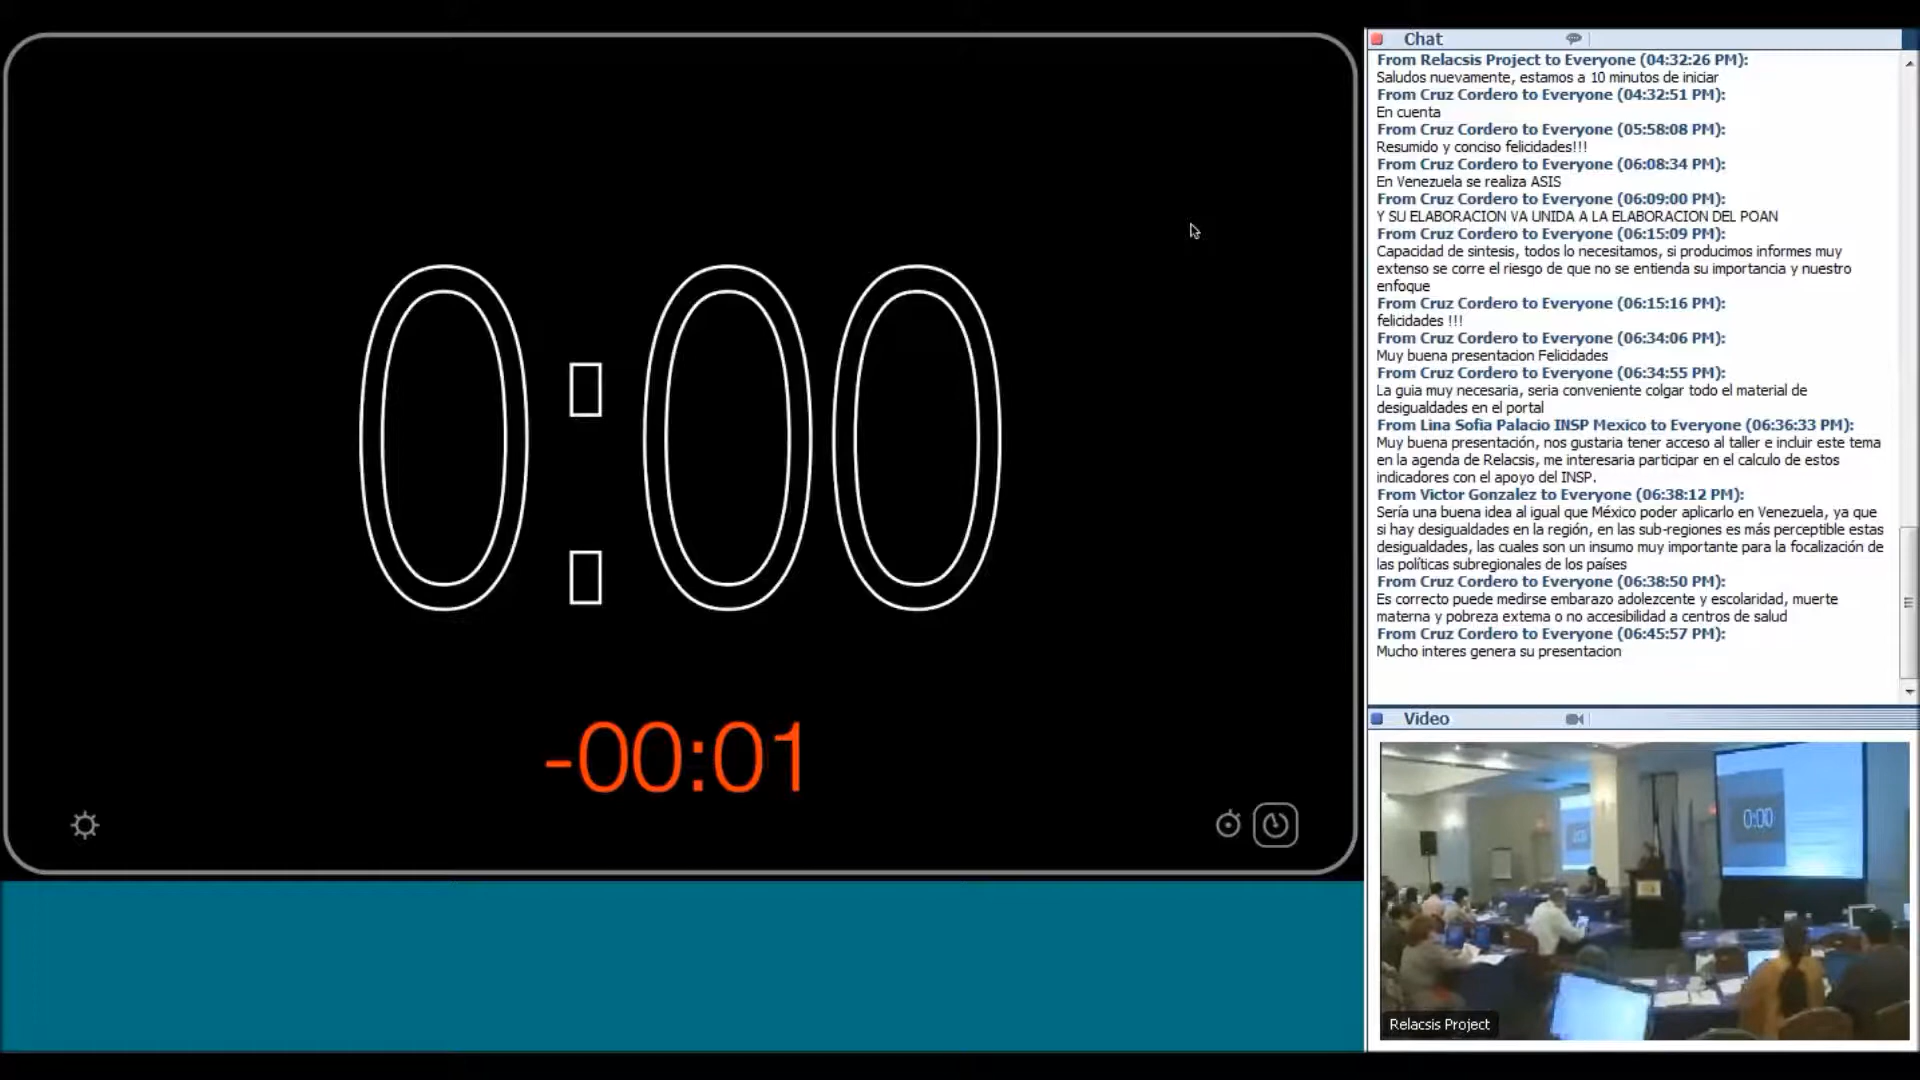 0:00
-00:01
Chat
From Relacsis Project to Everyone (04:32:26 PM):
Saludos nuevamente, estamos a 10 minutos de iniciar
From Cruz Cordero to Everyone (04:32:51 PM):
En cuenta
From Cruz Cordero to Everyone (05:58:08 PM):
Resumido y conciso felicidades!!!
From Cruz Cordero to Everyone (06:08:34 PM):
En Venezuela se realiza ASIS
From Cruz Cordero to Everyone (06:09:00 PM):
Y SU ELABORACION VA UNIDA A LA ELABORACION DEL POAN
From Cruz Cordero to Everyone (06:15:09 PM):
Capacidad de sintesis, todos lo necesitamos, si producimos informes muy
extenso se corre el riesgo de que no se entienda su importancia y nuestro
enfoque
From Cruz Cordero to Everyone (06:15:16 PM):
felicidades !!!
From Cruz Cordero to Everyone (06:34:06 PM):
Muy buena presentacion Felicidades
From Cruz Cordero to Everyone (06:34:55 PM):
La guia muy necesaria, seria conveniente colgar todo el material de
desigualdades en el portal
From Lina Sofia Palacio INSP Mexico to Everyone (06:36:33 PM):
Muy buena presentación, nos gustaria tener acceso al taller e incluir este tema
en la agenda de Relacsis, me interesaria participar en el calculo de estos
indicadores con el apoyo del INSP.
From Victor Gonzalez to Everyone (06:38:12 PM):
Sería una buena idea al igual que México poder aplicarlo en Venezuela, ya que
si hay desigualdades en la región, en las sub-regiones es más perceptible estas
desigualdades, las cuales son un insumo muy importante para la focalización de
las políticas subregionales de los países
From Cruz Cordero to Everyone (06:38:50 PM):
Es correcto puede medirse embarazo adolezcente y escolaridad, muerte
materna y pobreza extema o no accesibilidad a centros de salud
From Cruz Cordero to Everyone (06:45:57 PM):
Mucho interes genera su presentacion
Video
0:00
Relacsis Project